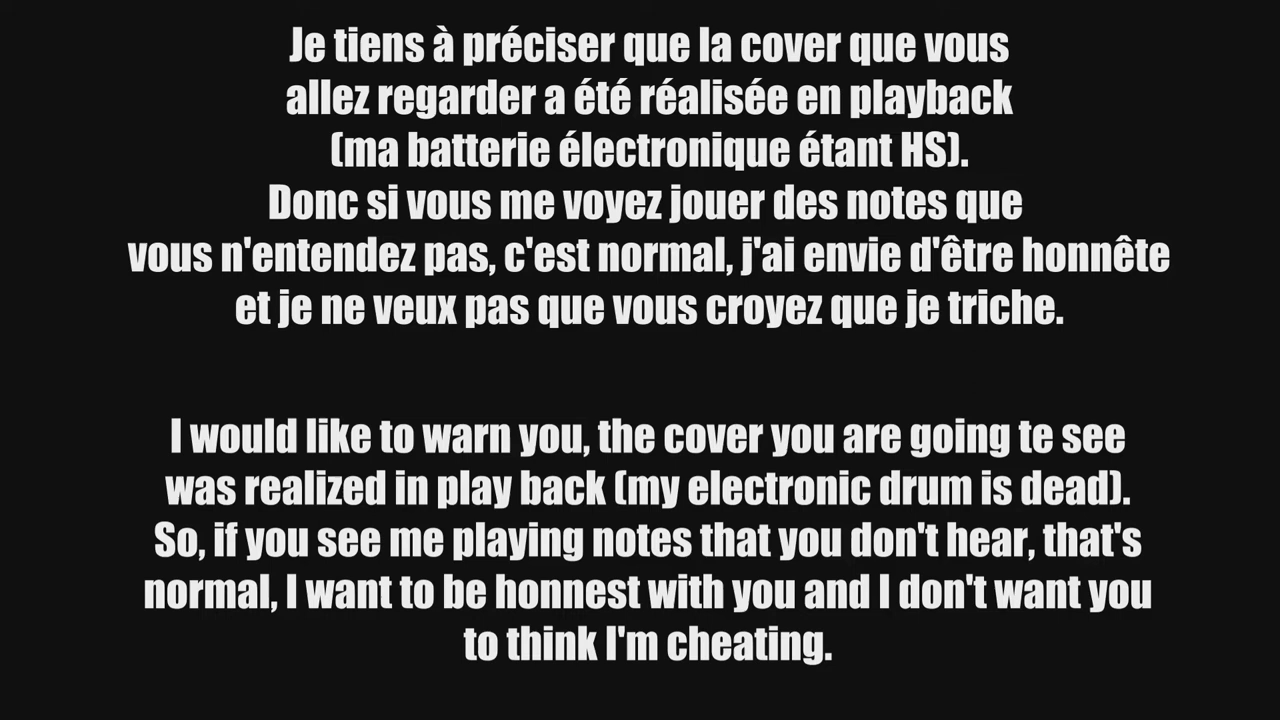 Je tiens à préciser que la cover que vous
allez regarder a été réalisée en playback
(ma batterie électronique étant HS).
Donc si vous me voyez jouer des notes que
vous n'entendez pas, c'est normal, j'ai envie d'être honnête
et je ne veux pas que vous croyez que je triche.
I would like to warn you, the cover you are going te see
was realized in play back (my electronic drum is dead).
So, if you see me playing notes that you don't hear, that's
normal, I want to be honnest with you and I don't want you
to think I'm cheating.